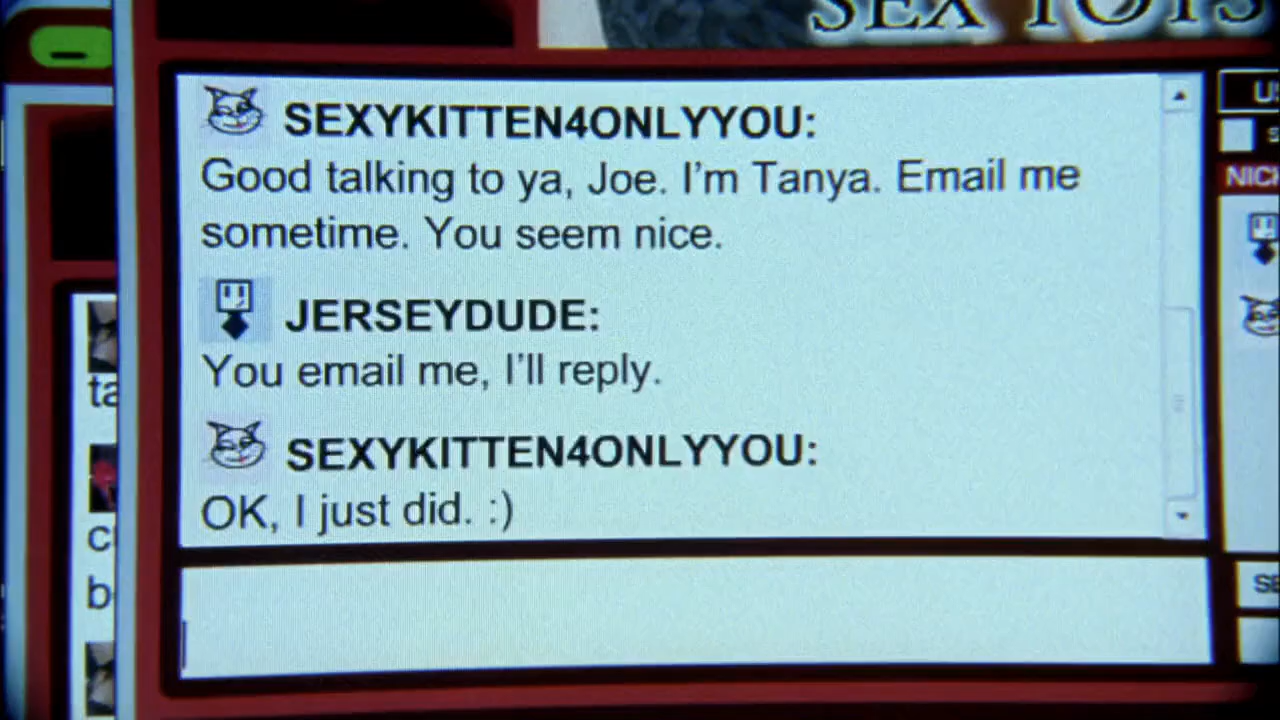 SEX TOYS
SEXYKITTEN4ONLYYOU:
Good talking to ya, Joe. I'm Tanya. Email me
sometime. You seem nice.
JERSEYDUDE:
You email me, I'll reply.
SEXYKITTEN4ONLYYOU:
OK, I just did. :)